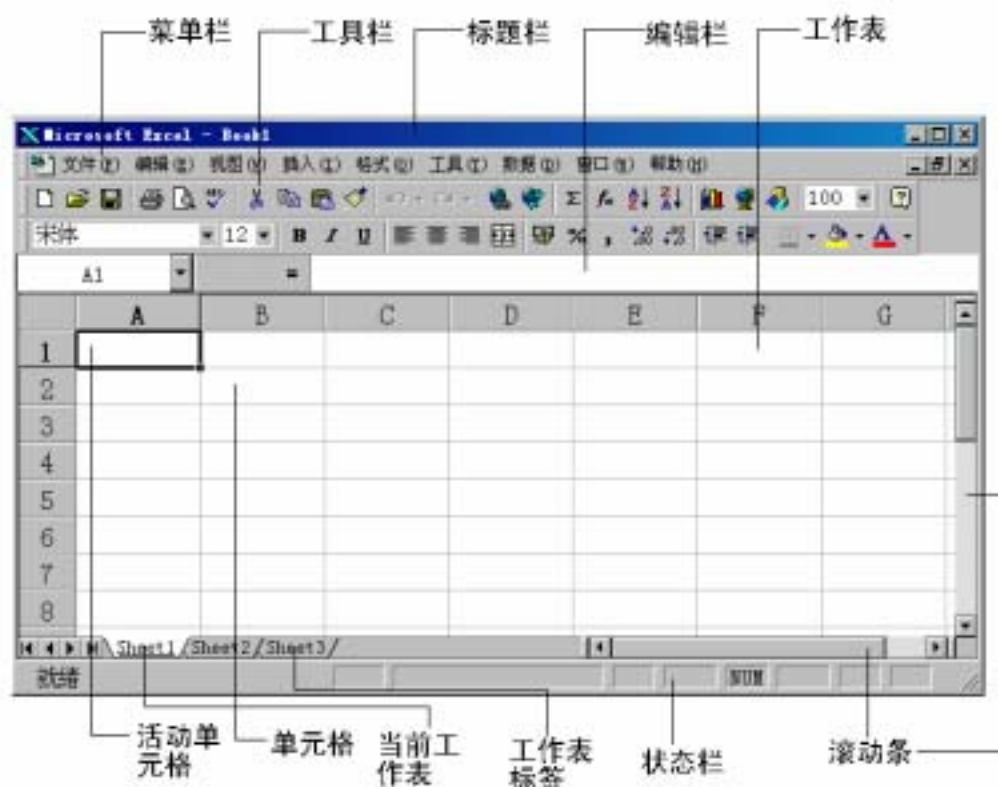 菜单栏 工具栏 标题栏 编辑栏 工作表
Microsoft Excel - Book1
文件(F) 编辑(E) 视图(V) 插入(I) 格式(O) 工具(T) 数据(D) 窗口(W) 帮助(H)
Σ fx 100
宋体 12 B I U % ,
A1 =
A B C D E F G
1
2
3
4
5
6
7
8
Sheet1 Sheet2 Sheet3
就绪 NUM
活动单
元格
单元格
当前工
作表
工作表
标签
状态栏
滚动条